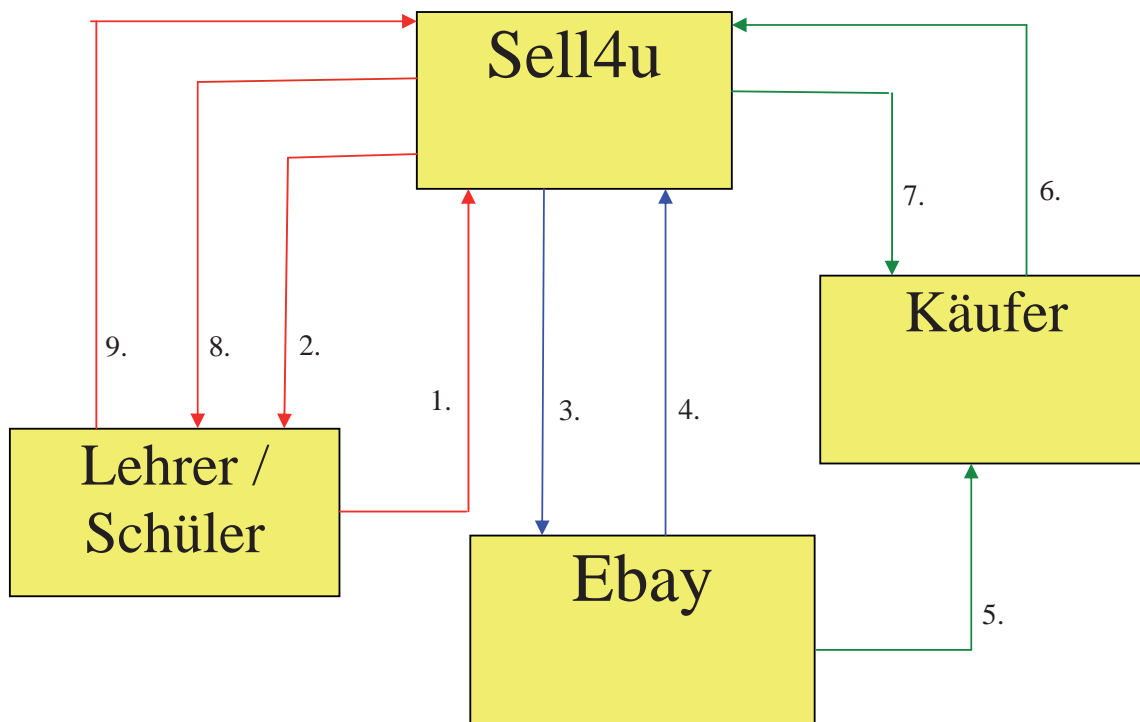 Sell4u
7.
6.
Käufer
9.
8.
2.
1.
3.
4.
Lehrer /
Schüler
Ebay
5.